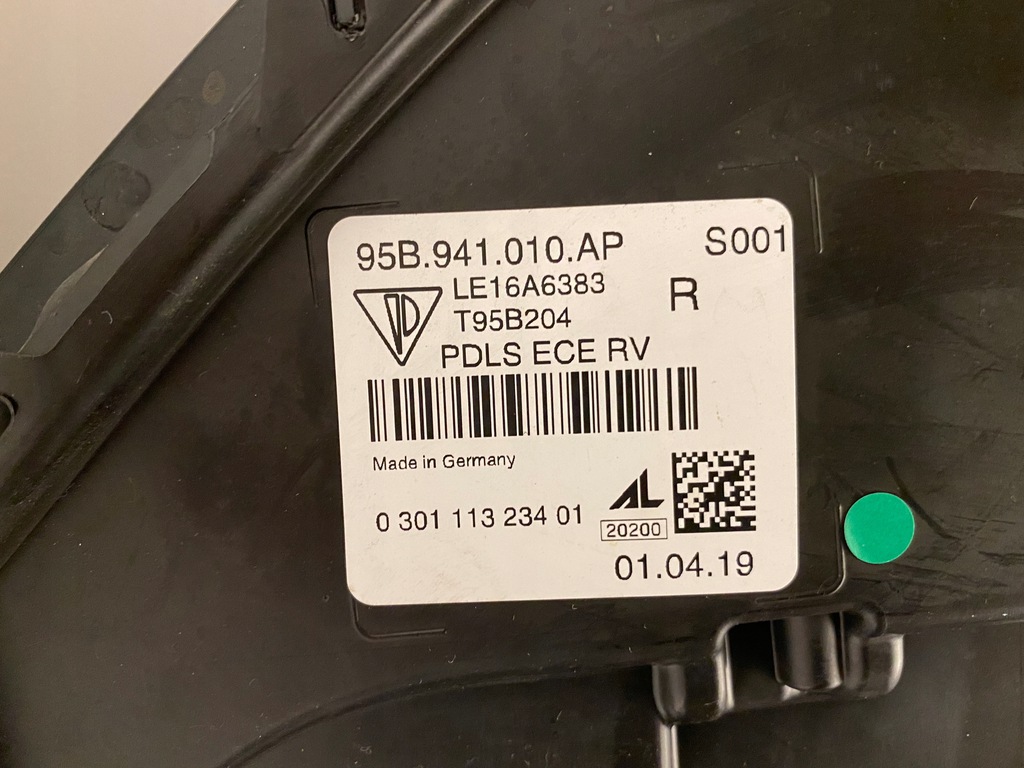 95B.941.010.AP S001
LE16A6383 R
T95B204
PDLS ECE RV
Made in Germany
0 301 113 234 01 AL
20200
01.04.19